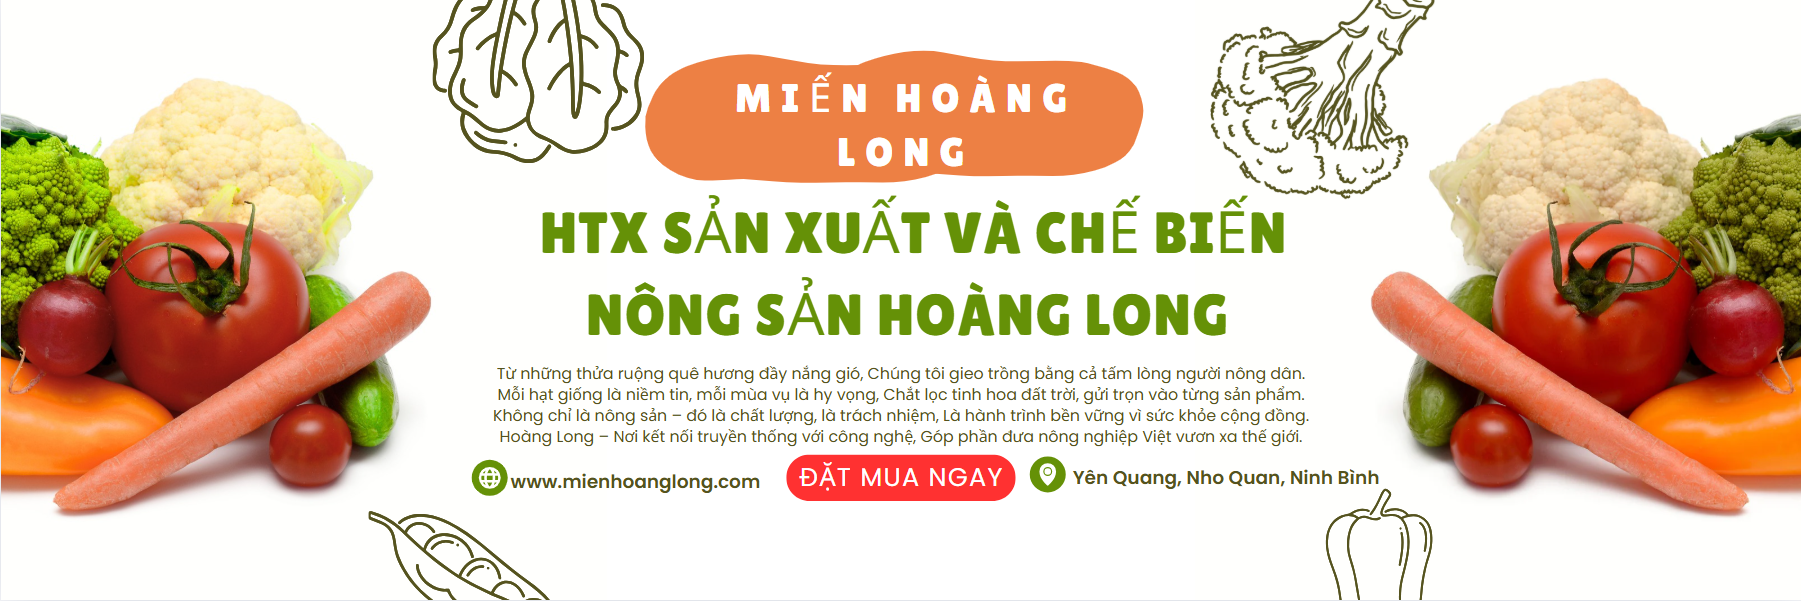 MIẾN HOÀNG
LONG
HTX SẢN XUẤT VÀ CHẾ BIẾN
NÔNG SẢN HOÀNG LONG
Từ những thửa ruộng quê hương đầy nắng gió, Chúng tôi gieo trồng bằng cả tấm lòng người nông dân.
Mỗi hạt giống là niềm tin, mỗi mùa vụ là hy vọng, Chắt lọc tinh hoa đất trời, gửi trọn vào từng sản phẩm.
Không chỉ là nông sản – đó là chất lượng, là trách nhiệm, Là hành trình bền vững vì sức khỏe cộng đồng.
Hoàng Long – Nơi kết nối truyền thống với công nghệ, Góp phần đưa nông nghiệp Việt vươn xa thế giới.
www.mienhoanglong.com
ĐẶT MUA NGAY
Yên Quang, Nho Quan, Ninh Bình